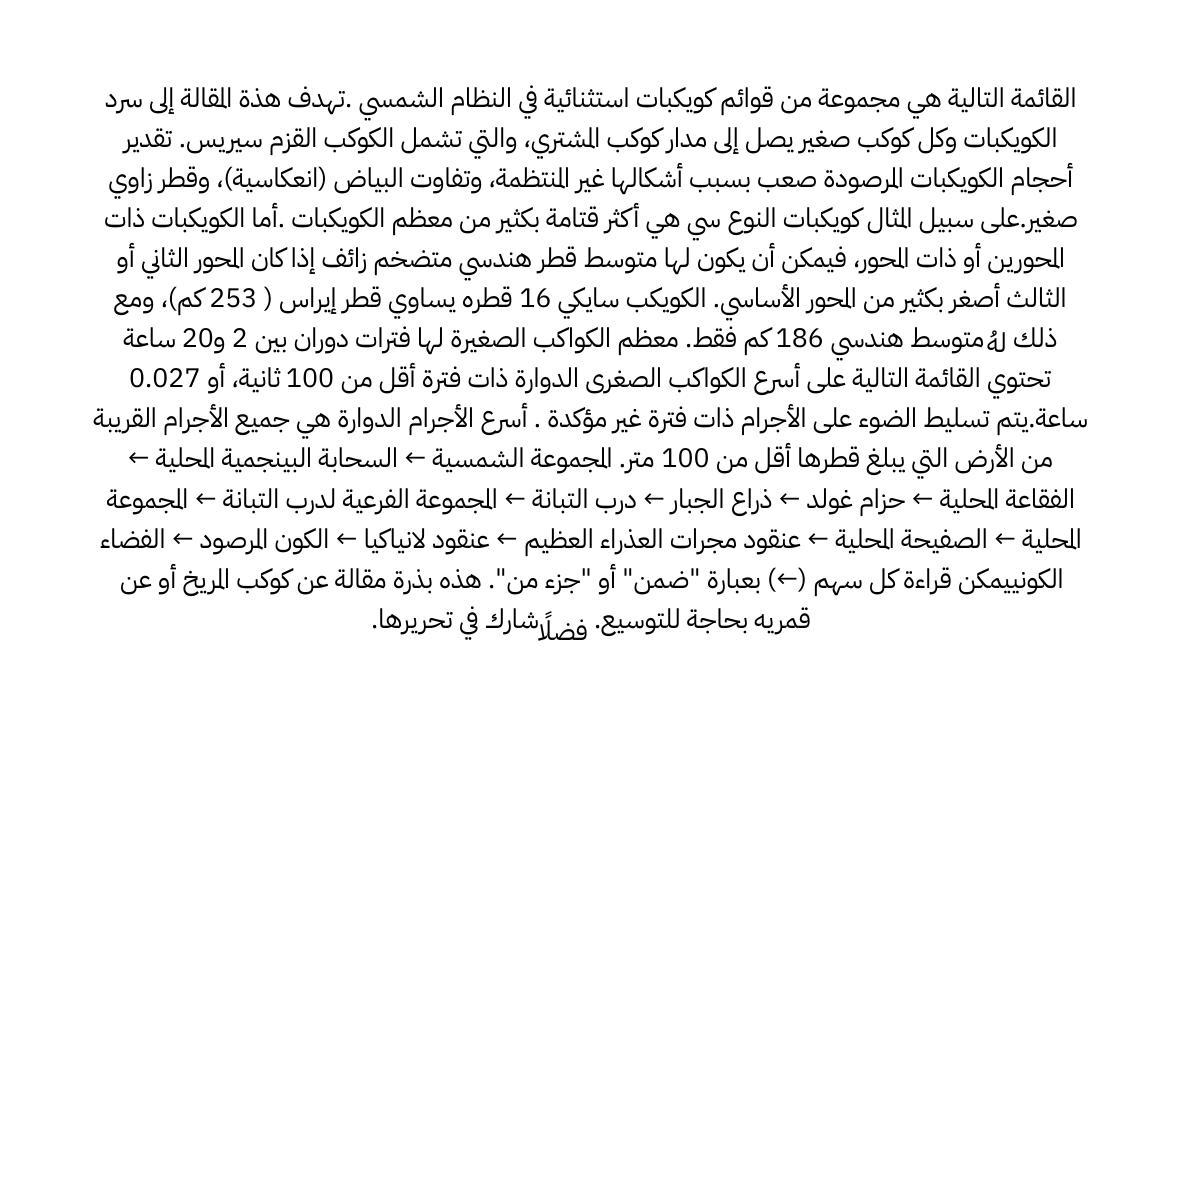 القائمة التالية هي مجموعة من قوائم كويكبات استثنائية في النظام الشمسي .تهدف هذة المقالة إلى سرد
الكويكبات وكل كوكب صغير يصل إلى مدار كوكب المشتري، والتي تشمل الكوكب القزم سيريس. تقدير
أحجام الكويكبات المرصودة صعب بسبب أشكالها غير المنتظمة، وتفاوت البياض (انعكاسية)، وقطر زاوي
صغير.على سبيل المثال كويكبات النوع سي هي أكثر قتامة بكثير من معظم الكويكبات .أما الكويكبات ذات
المحورين أو ذات المحور، فيمكن أن يكون لها متوسط قطر هندسي متضخم زائف إذا كان المحور الثاني أو
الثالث أصغر بكثير من المحور الأساسي. الكويكب سايكي 16 قطره يساوي قطر إيراس ( 253 كم)، ومع
ذلك لهُ متوسط هندسي 186 كم فقط. معظم الكواكب الصغيرة لها فترات دوران بين 2 و20 ساعة
تحتوي القائمة التالية على أسرع الكواكب الصغرى الدوارة ذات فترة أقل من 100 ثانية، أو 0.027
ساعة.يتم تسليط الضوء على الأجرام ذات فترة غير مؤكدة . أسرع الأجرام الدوارة هي جميع الأجرام القريبة
من الأرض التي يبلغ قطرها أقل من 100 متر. المجموعة الشمسية ← السحابة البينجمية المحلية ←
الفقاعة المحلية ← حزام غولد ← ذراع الجبار ← درب التبانة ← المجموعة الفرعية لدرب التبانة ← المجموعة
المحلية ← الصفيحة المحلية ← عنقود مجرات العذراء العظيم ← عنقود لانياكيا ← الكون المرصود ← الفضاء
الكونييمكن قراءة كل سهم (←) بعبارة "ضمن" أو "جزء من". هذه بذرة مقالة عن كوكب المريخ أو عن
قمريه بحاجة للتوسيع. فضلًا شارك في تحريرها.